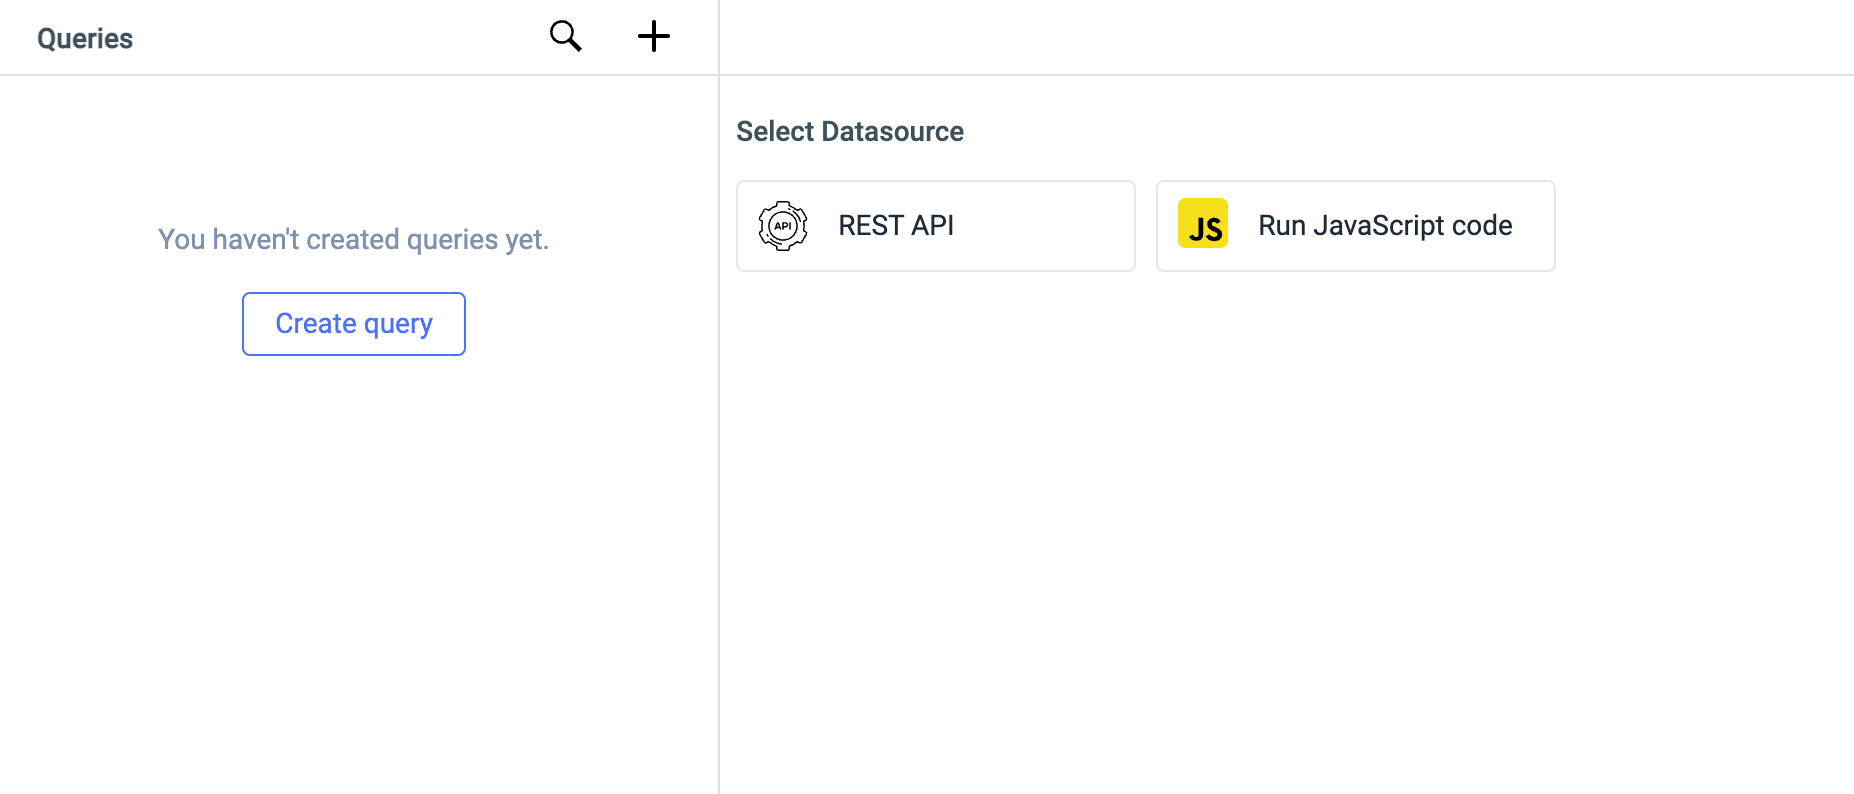 Queries
You haven't created queries yet.
Create query
Select Datasource
API
REST API
JS
Run JavaScript code